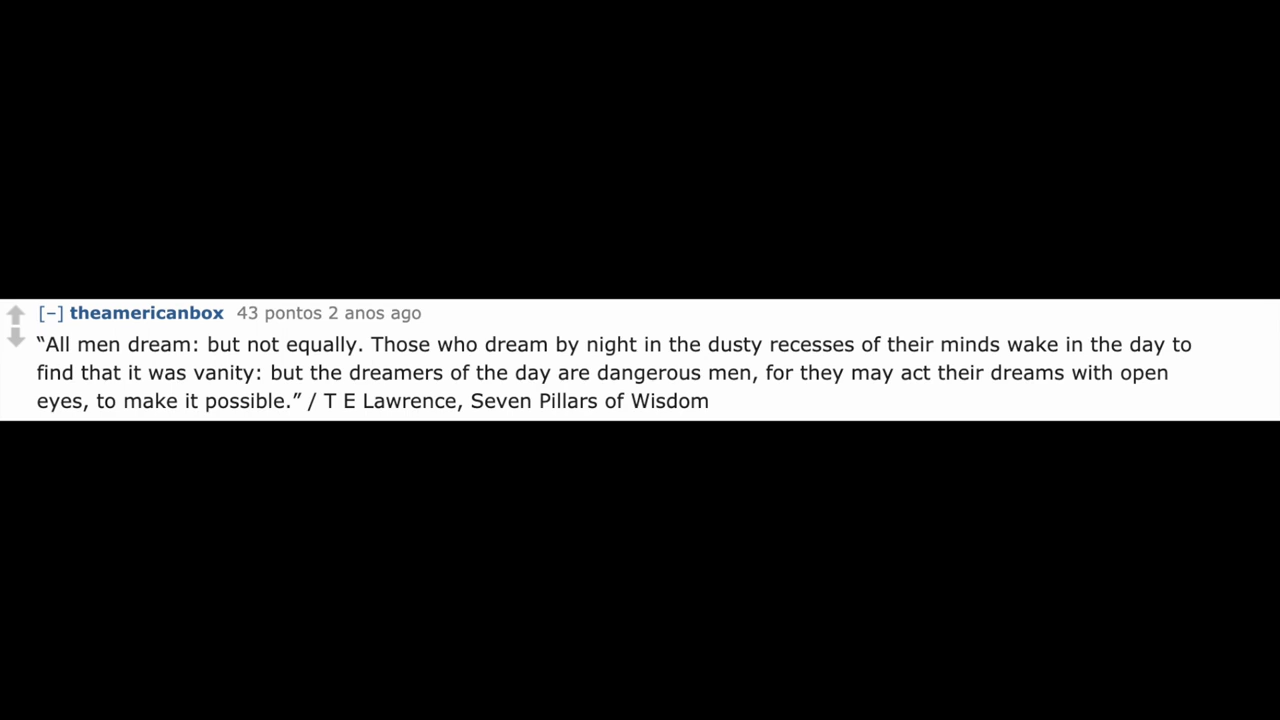 [−] theamericanbox 43 pontos 2 anos ago
“All men dream: but not equally. Those who dream by night in the dusty recesses of their minds wake in the day to
find that it was vanity: but the dreamers of the day are dangerous men, for they may act their dreams with open
eyes, to make it possible.” / T E Lawrence, Seven Pillars of Wisdom